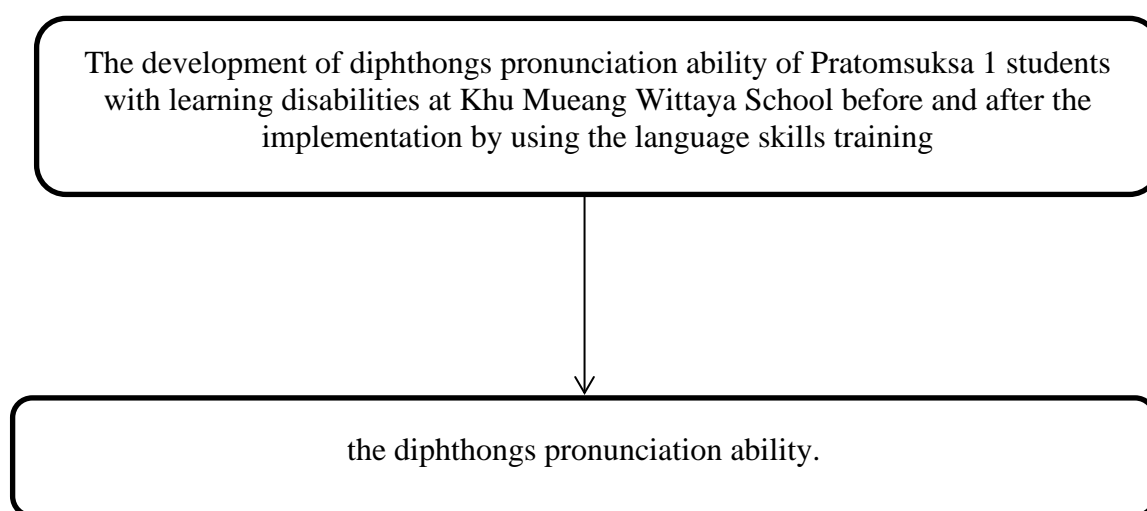 The development of diphthongs pronunciation ability of Pratomsuksa 1 students
with learning disabilities at Khu Mueang Wittaya School before and after the
implementation by using the language skills training
the diphthongs pronunciation ability.